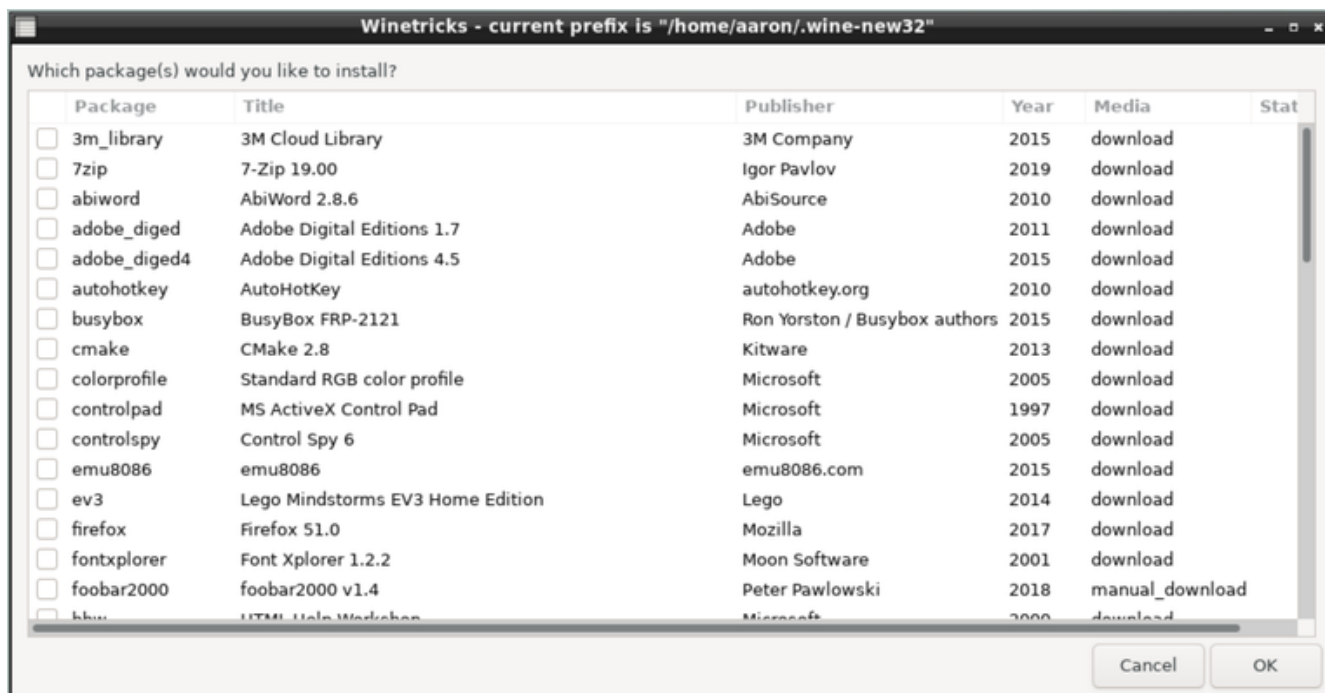 Winetricks - current prefix is "/home/aaron/.wine-new32"
Which package(s) would you like to install?
Package Title Publisher Year Media Stat
3m_library 3M Cloud Library 3M Company 2015 download
7zip 7-Zip 19.00 Igor Pavlov 2019 download
abiword AbiWord 2.8.6 AbiSource 2010 download
adobe_diged Adobe Digital Editions 1.7 Adobe 2011 download
adobe_diged4 Adobe Digital Editions 4.5 Adobe 2015 download
autohotkey AutoHotKey autohotkey.org 2010 download
busybox BusyBox FRP-2121 Ron Yorston / Busybox authors 2015 download
cmake CMake 2.8 Kitware 2013 download
colorprofile Standard RGB color profile Microsoft 2005 download
controlpad MS ActiveX Control Pad Microsoft 1997 download
controlspy Control Spy 6 Microsoft 2005 download
emu8086 emu8086 emu8086.com 2015 download
ev3 Lego Mindstorms EV3 Home Edition Lego 2014 download
firefox Firefox 51.0 Mozilla 2017 download
fontxplorer Font Xplorer 1.2.2 Moon Software 2001 download
foobar2000 foobar2000 v1.4 Peter Pawlowski 2018 manual_download
HTML Help Workshop Microsoft 2000 download
Cancel OK